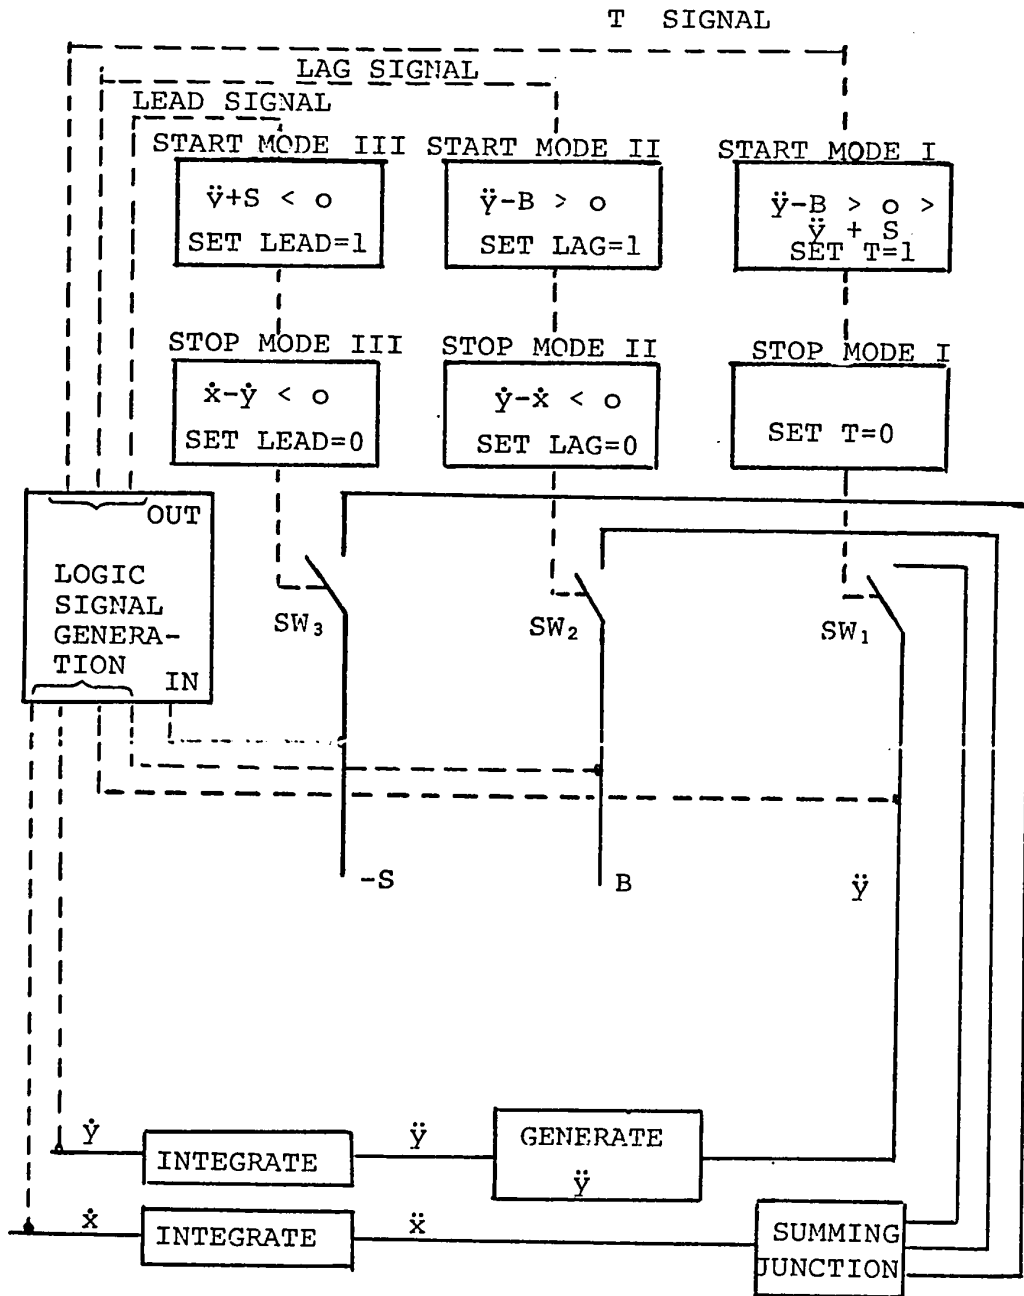 T SIGNAL
LAG SIGNAL
LEAD SIGNAL
START MODE III
START MODE II
START MODE I
v̈+S < o
SET LEAD=1
ÿ-B > o
SET LAG=1
ÿ-B > o >
ÿ + S
SET T=1
STOP MODE III
STOP MODE II
STOP MODE I
ẋ-ẏ < o
SET LEAD=0
ẏ-ẋ < o
SET LAG=0
SET T=0
OUT
LOGIC
SIGNAL
GENERA-
TION
IN
SW₃
SW₂
SW₁
-S
B
ÿ
ẏ
INTEGRATE
ÿ
GENERATE
ÿ
ẋ
INTEGRATE
ẍ
SUMMING
JUNCTION